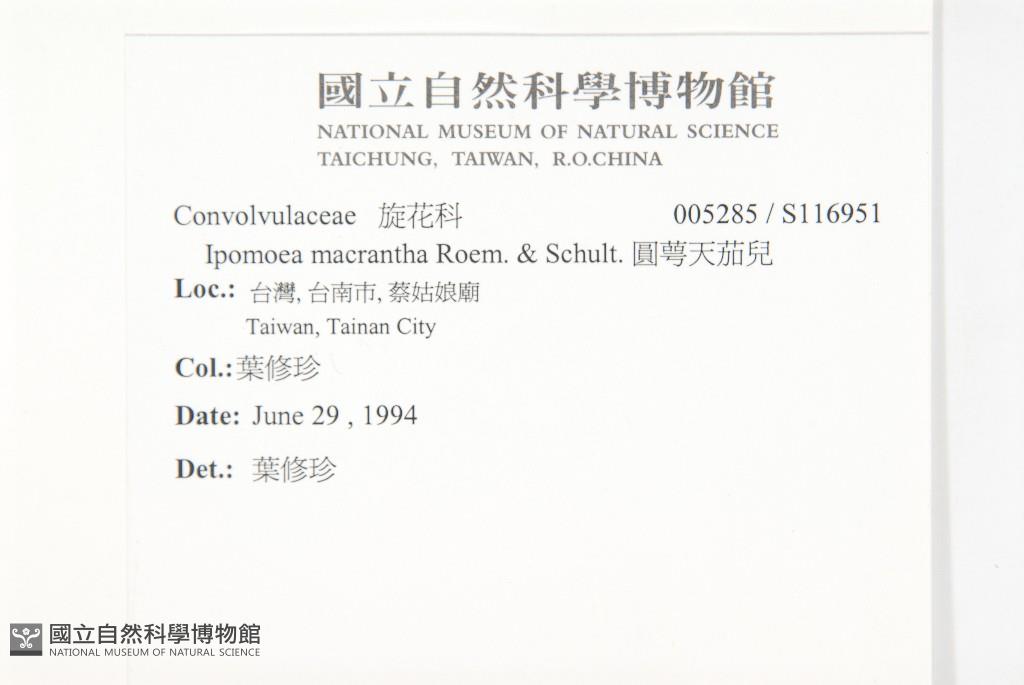 國立自然科學博物館
NATIONAL MUSEUM OF NATURAL SCIENCE
TAICHUNG, TAIWAN, R.O.CHINA
Convolvulaceae 旋花科 005285 / S116951
Ipomoea macrantha Roem. & Schult. 圓萼天茄兒
Loc.: 台灣, 台南市, 蔡姑娘廟
Taiwan, Tainan City
Col.:葉修珍
Date: June 29 , 1994
Det.: 葉修珍
國立自然科學博物館
NATIONAL MUSEUM OF NATURAL SCIENCE